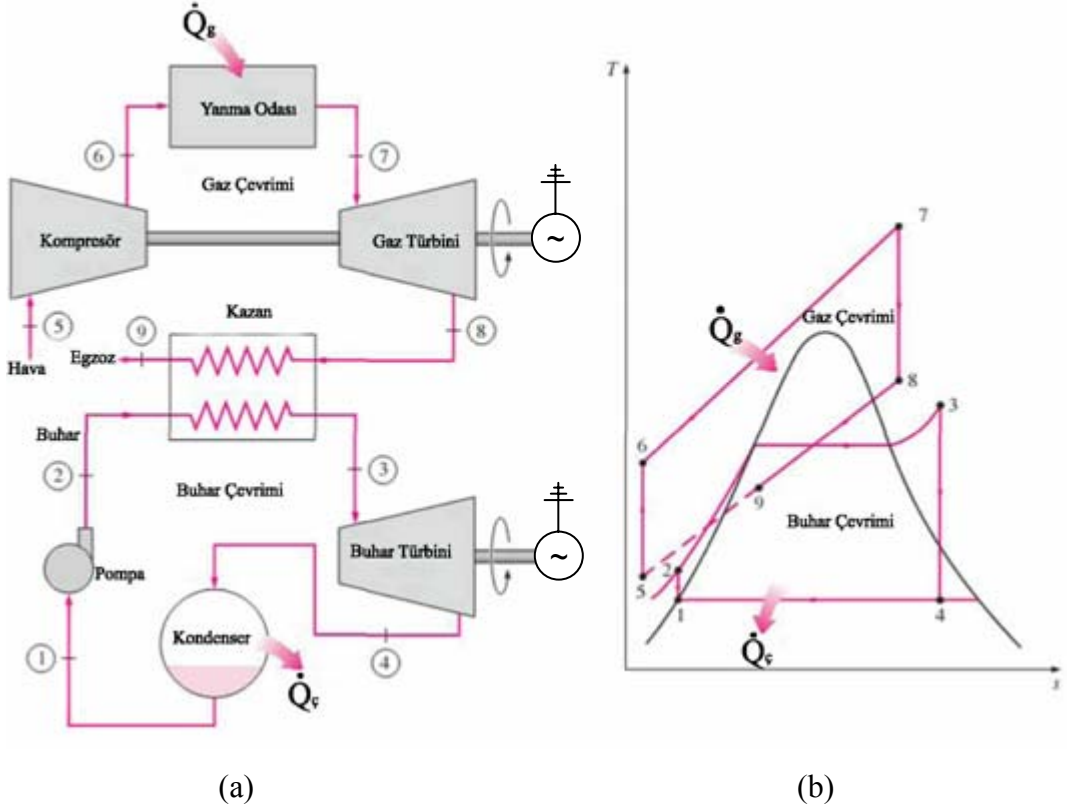 Q̇g
Yanma Odası
6
7
Gaz Çevrimi
Kompresör
Gaz Türbini
~
5
Kazan
9
8
Egzoz
Hava
Buhar
2
3
Buhar Çevrimi
Buhar Türbini
~
Pompa
Kondenser
1
4
Q̇ç
(a)
T
7
Gaz Çevrimi
Q̇g
8
3
6
9
Buhar Çevrimi
2
5
1
4
Q̇ç
s
(b)